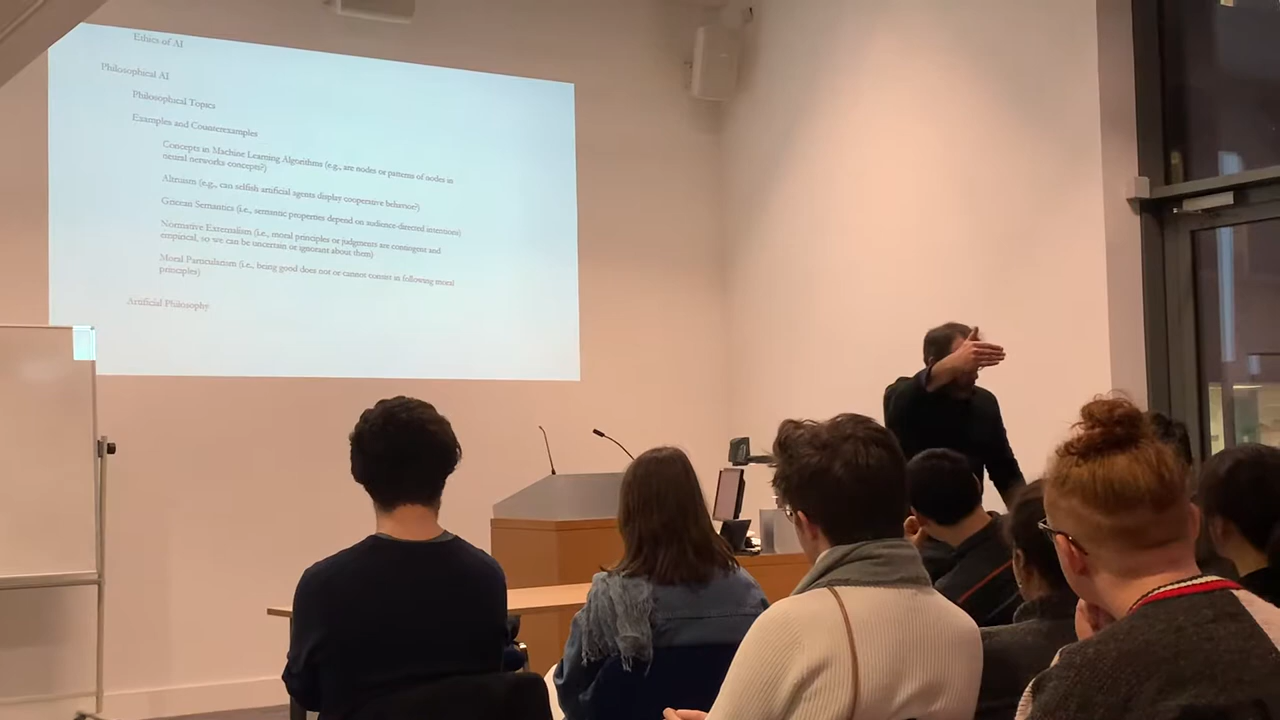 Ethics of AI
Philosophical AI
Philosophical Topics
Examples and Counterexamples
Concepts in Machine Learning Algorithms (e.g., are nodes or patterns of nodes in
neural networks concepts?)
Altruism (e.g., can selfish artificial agents display cooperative behavior?)
Gricean Semantics (i.e., semantic properties depend on audience-directed intentions)
Normative Externalism (i.e., moral principles or judgments are contingent and
empirical, so we can be uncertain or ignorant about them)
Moral Particularism (i.e., being good does not or cannot consist in following moral
principles)
Artificial Philosophy